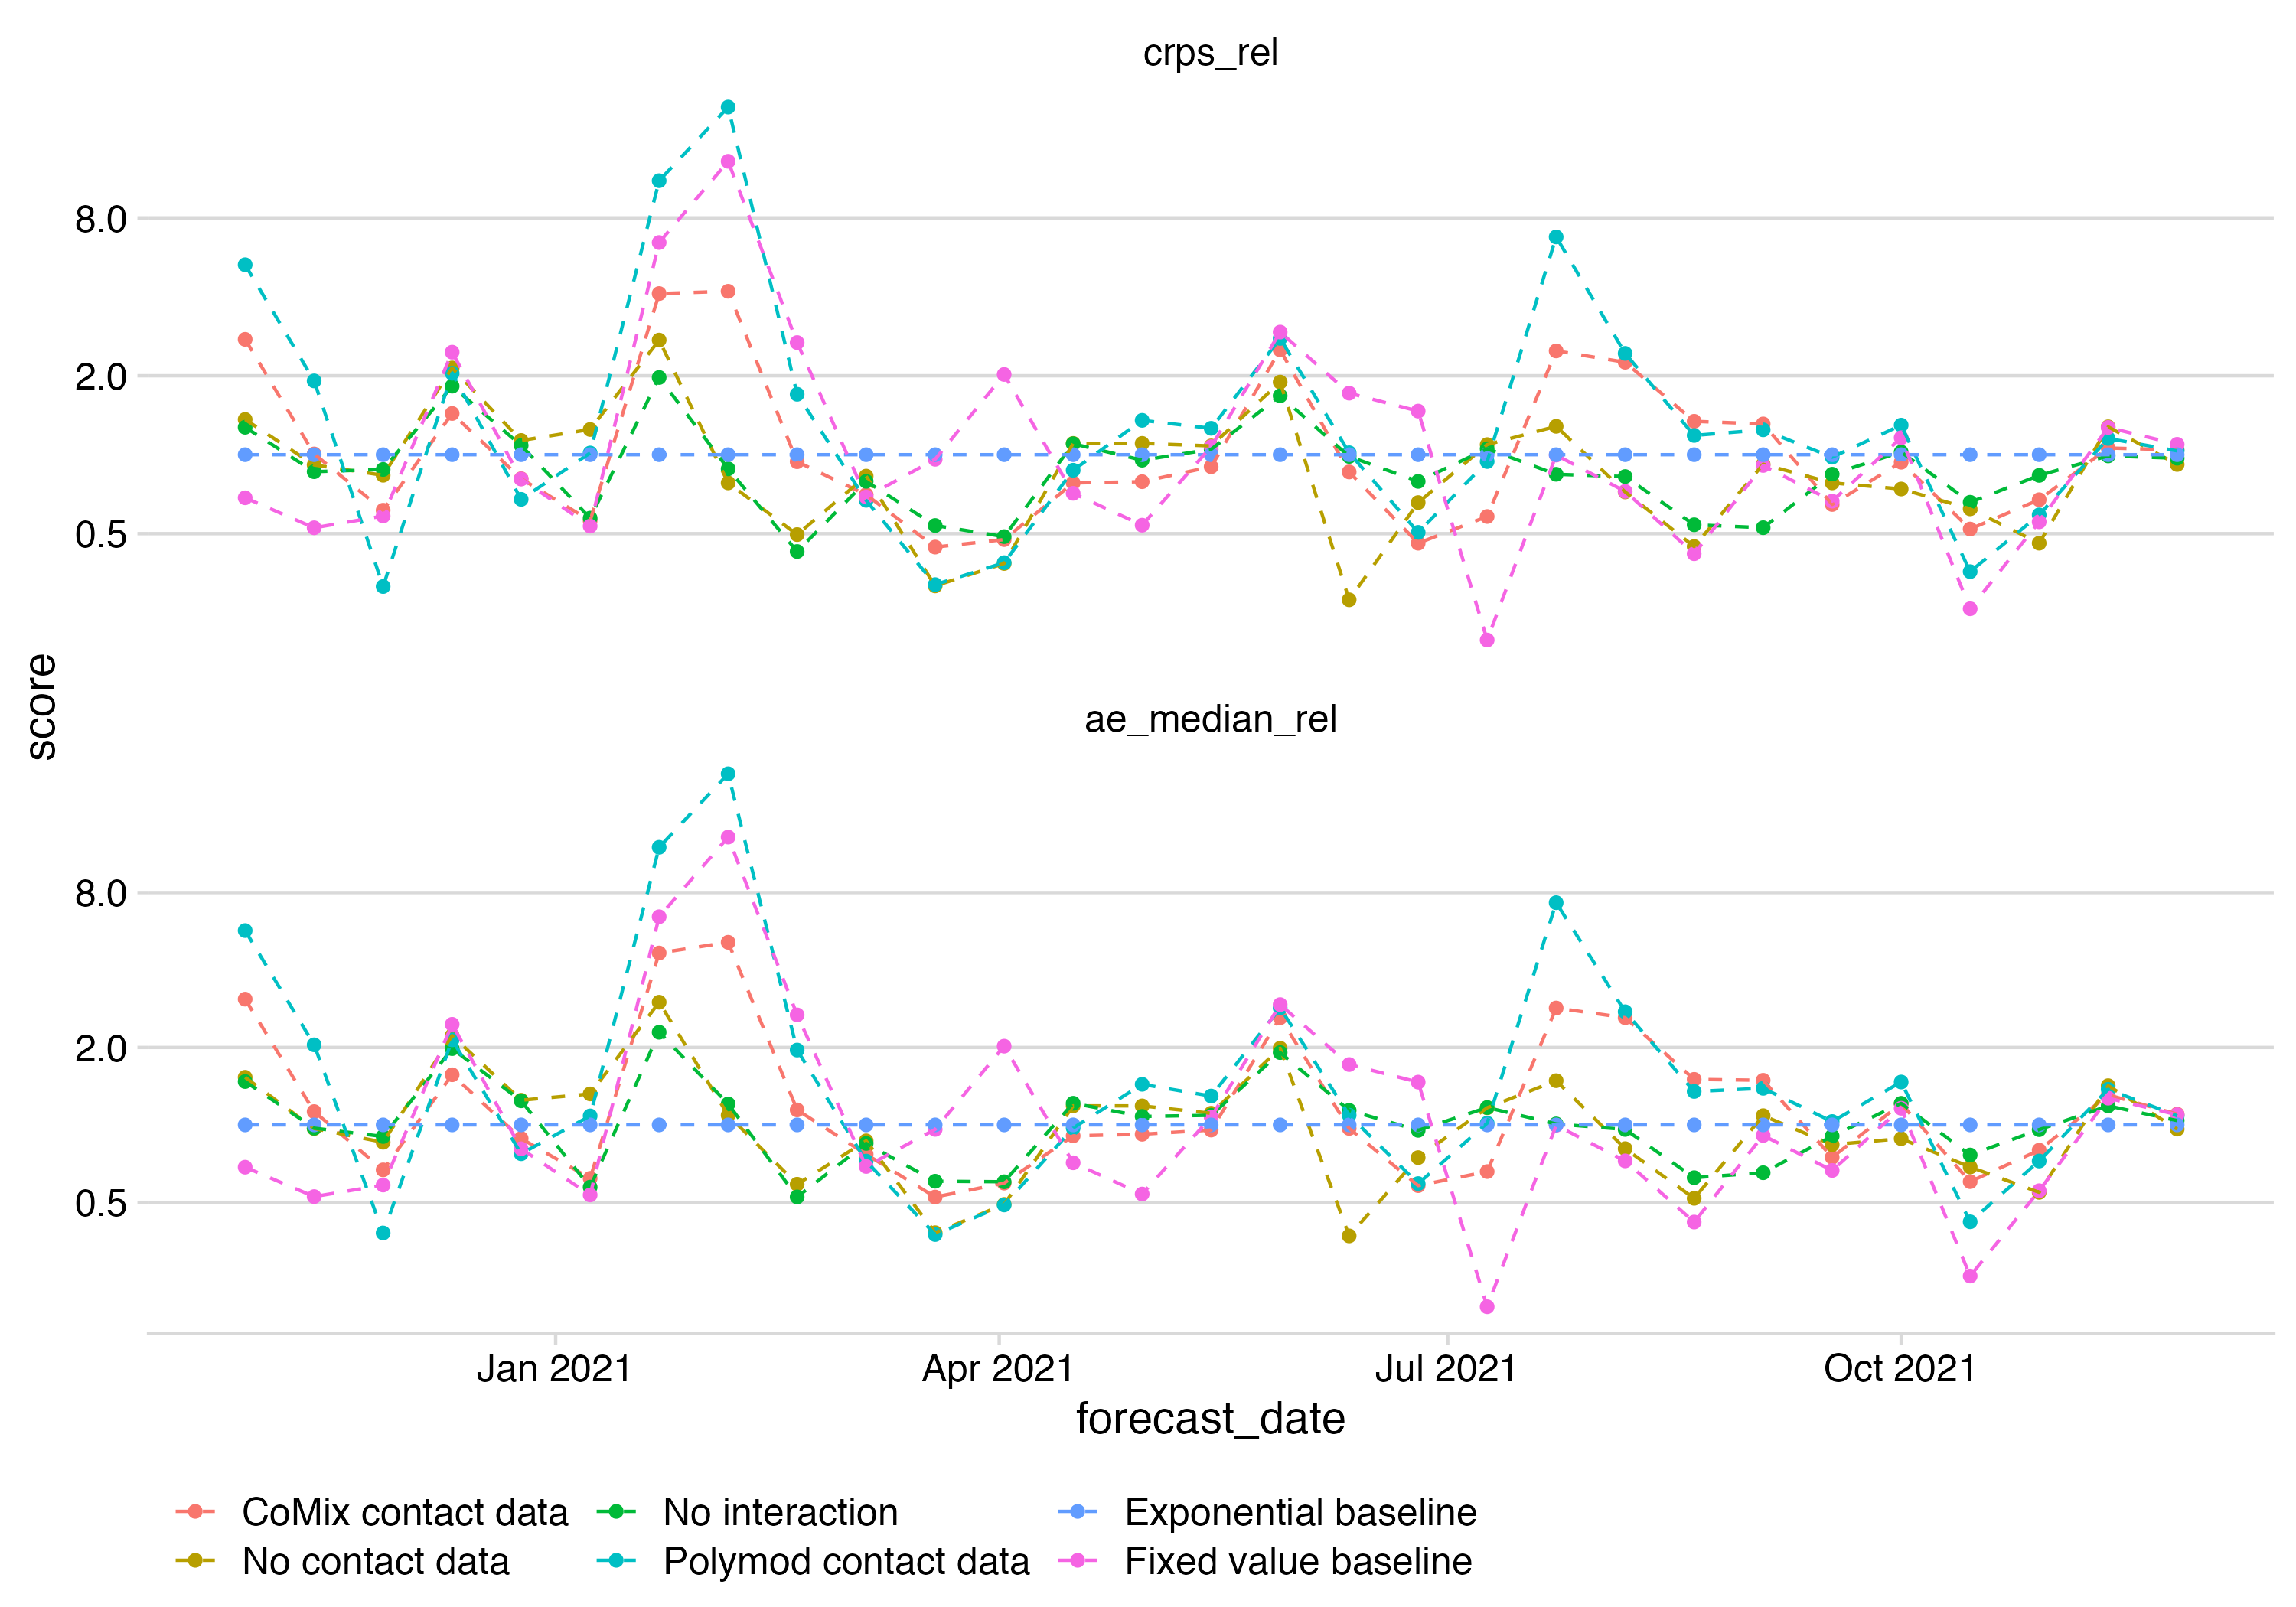 crps_rel
8.0
2.0
0.5
score
ae_median_rel
8.0
2.0
0.5
Jan 2021 Apr 2021 Jul 2021 Oct 2021
forecast_date
CoMix contact data No interaction Exponential baseline
No contact data Polymod contact data Fixed value baseline